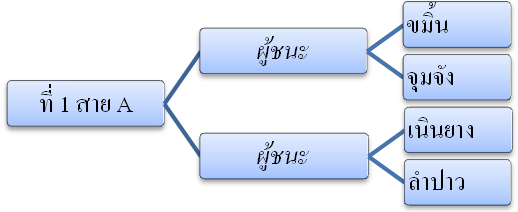 ที่ 1 สาย A
ผู้ชนะ
ขมิ้น
จุมจัง
ผู้ชนะ
เนินยาง
ลำปาว